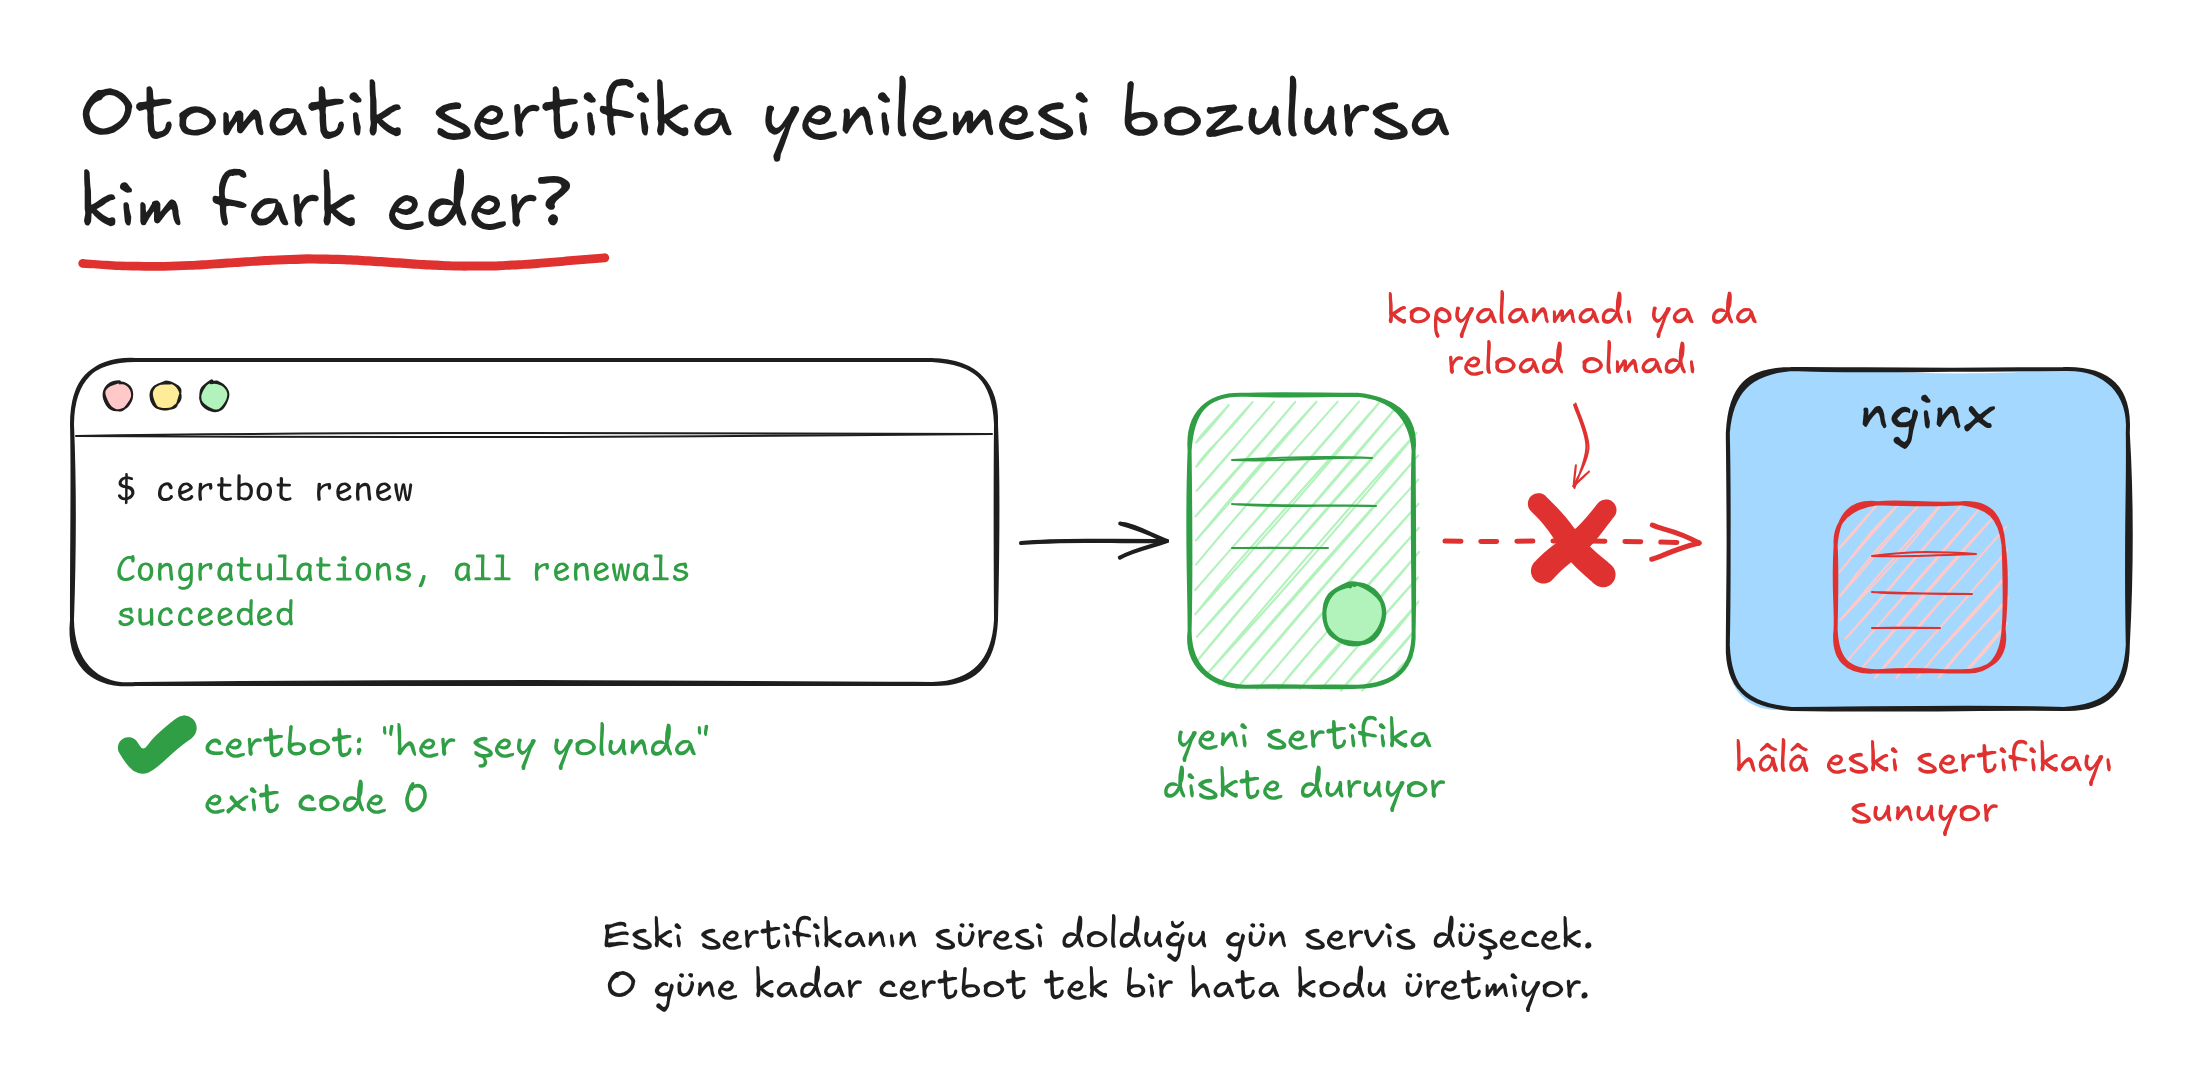 Otomatik sertifika yenilemesi bozulursa
kim fark eder?
kopyalanmadı ya da
reload olmadı
nginx
$ certbot renew
Congratulations, all renewals
succeeded
certbot: "her şey yolunda"
exit code 0
yeni sertifika
diskte duruyor
hâlâ eski sertifikayı
sunuyor
Eski sertifikanın süresi dolduğu gün servis düşecek.
O güne kadar certbot tek bir hata kodu üretmiyor.